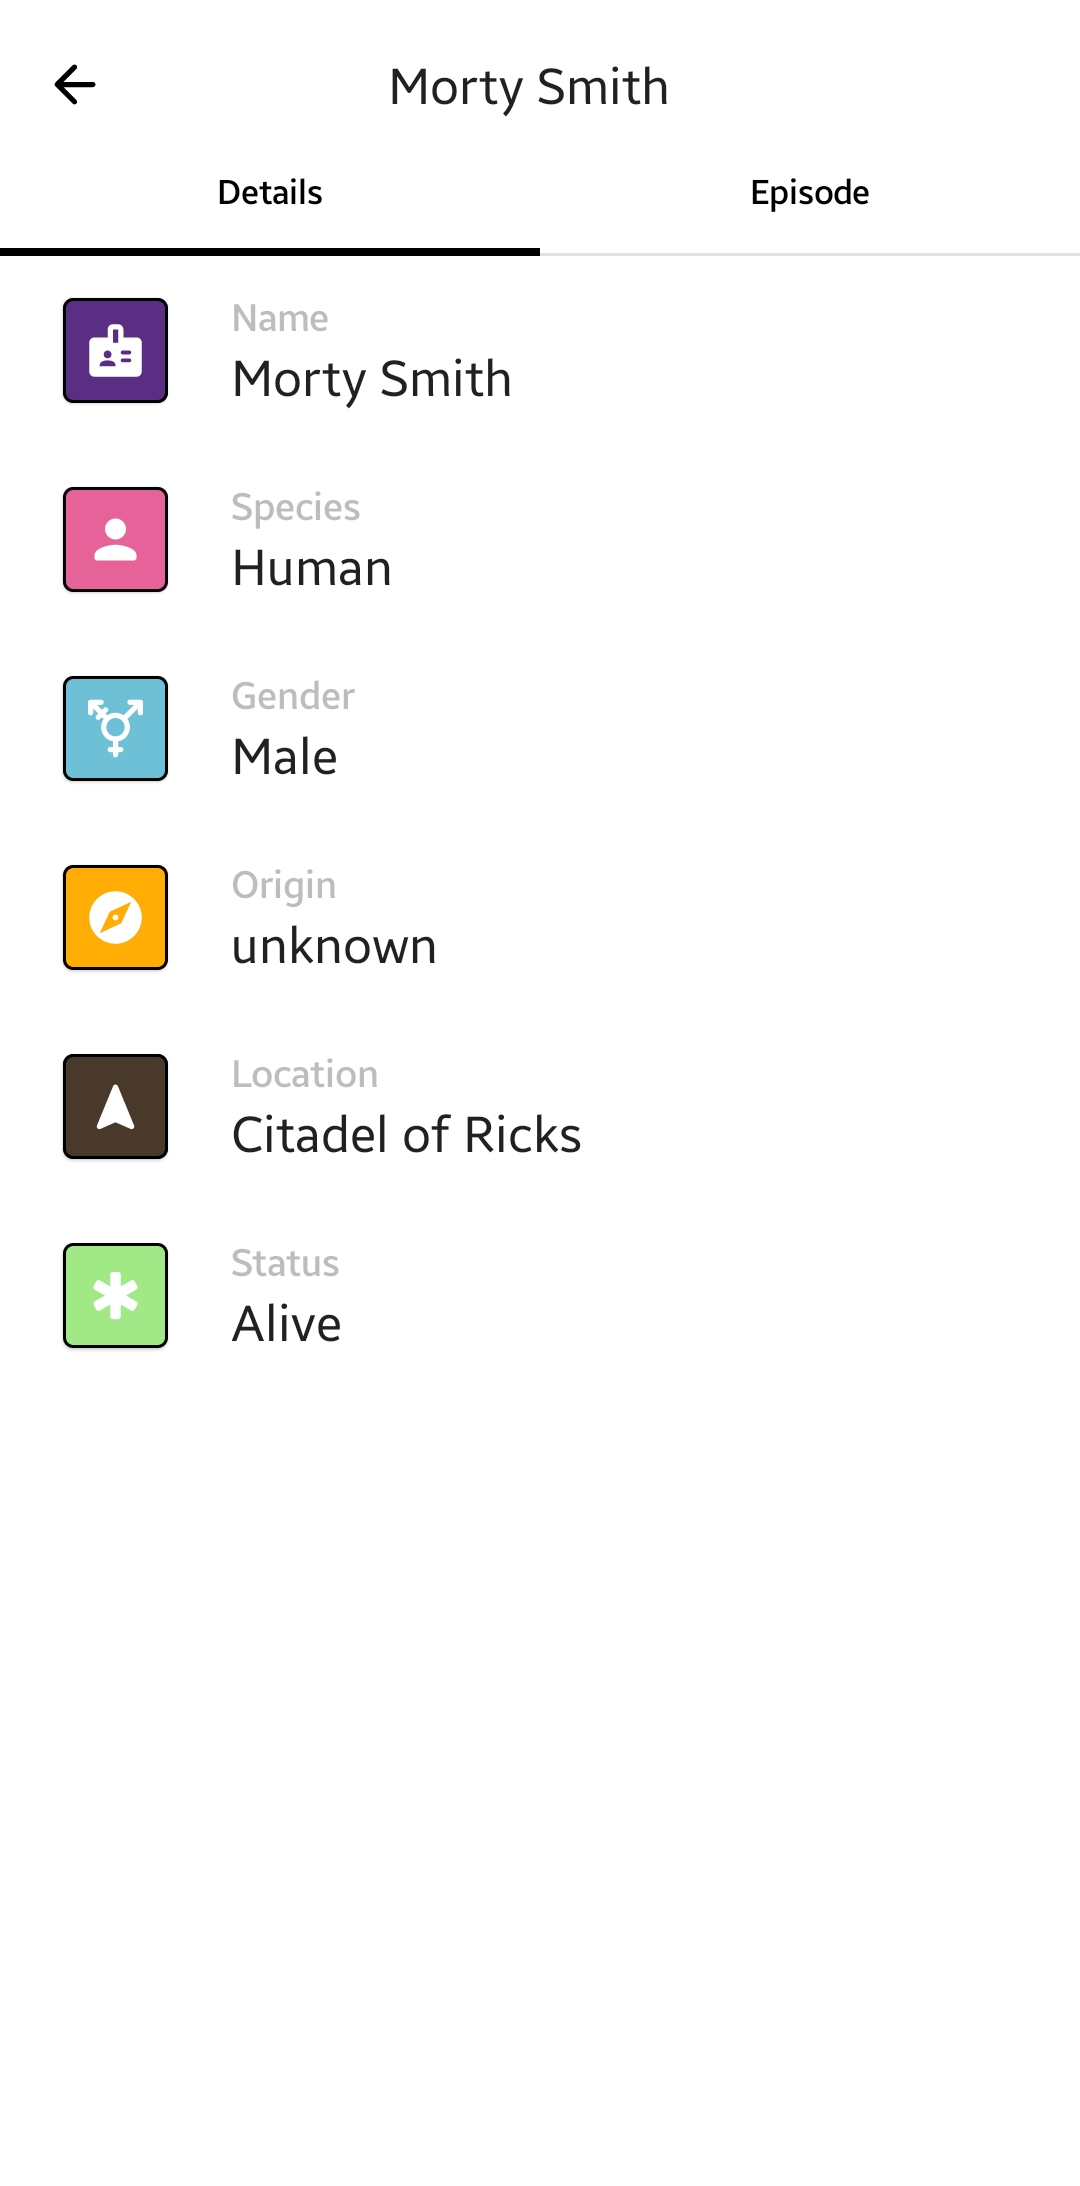 Morty Smith
Details
Episode
Name
Morty Smith
Species
Human
Gender
Male
Origin
unknown
Location
Citadel of Ricks
Status
Alive